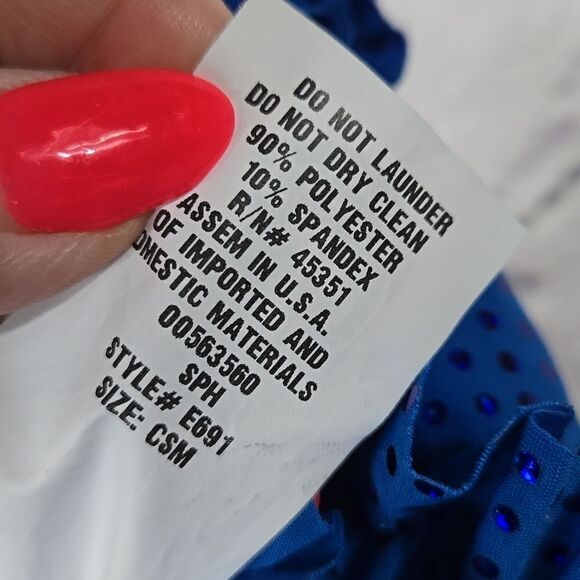 DO NOT LAUNDER
DO NOT DRY CLEAN
90% POLYESTER
10% SPANDEX
R/N# 45351
ASSEM IN U.S.A.
OF IMPORTED AND
DOMESTIC MATERIALS
00563560
SPH
STYLE# E691
SIZE: CSM